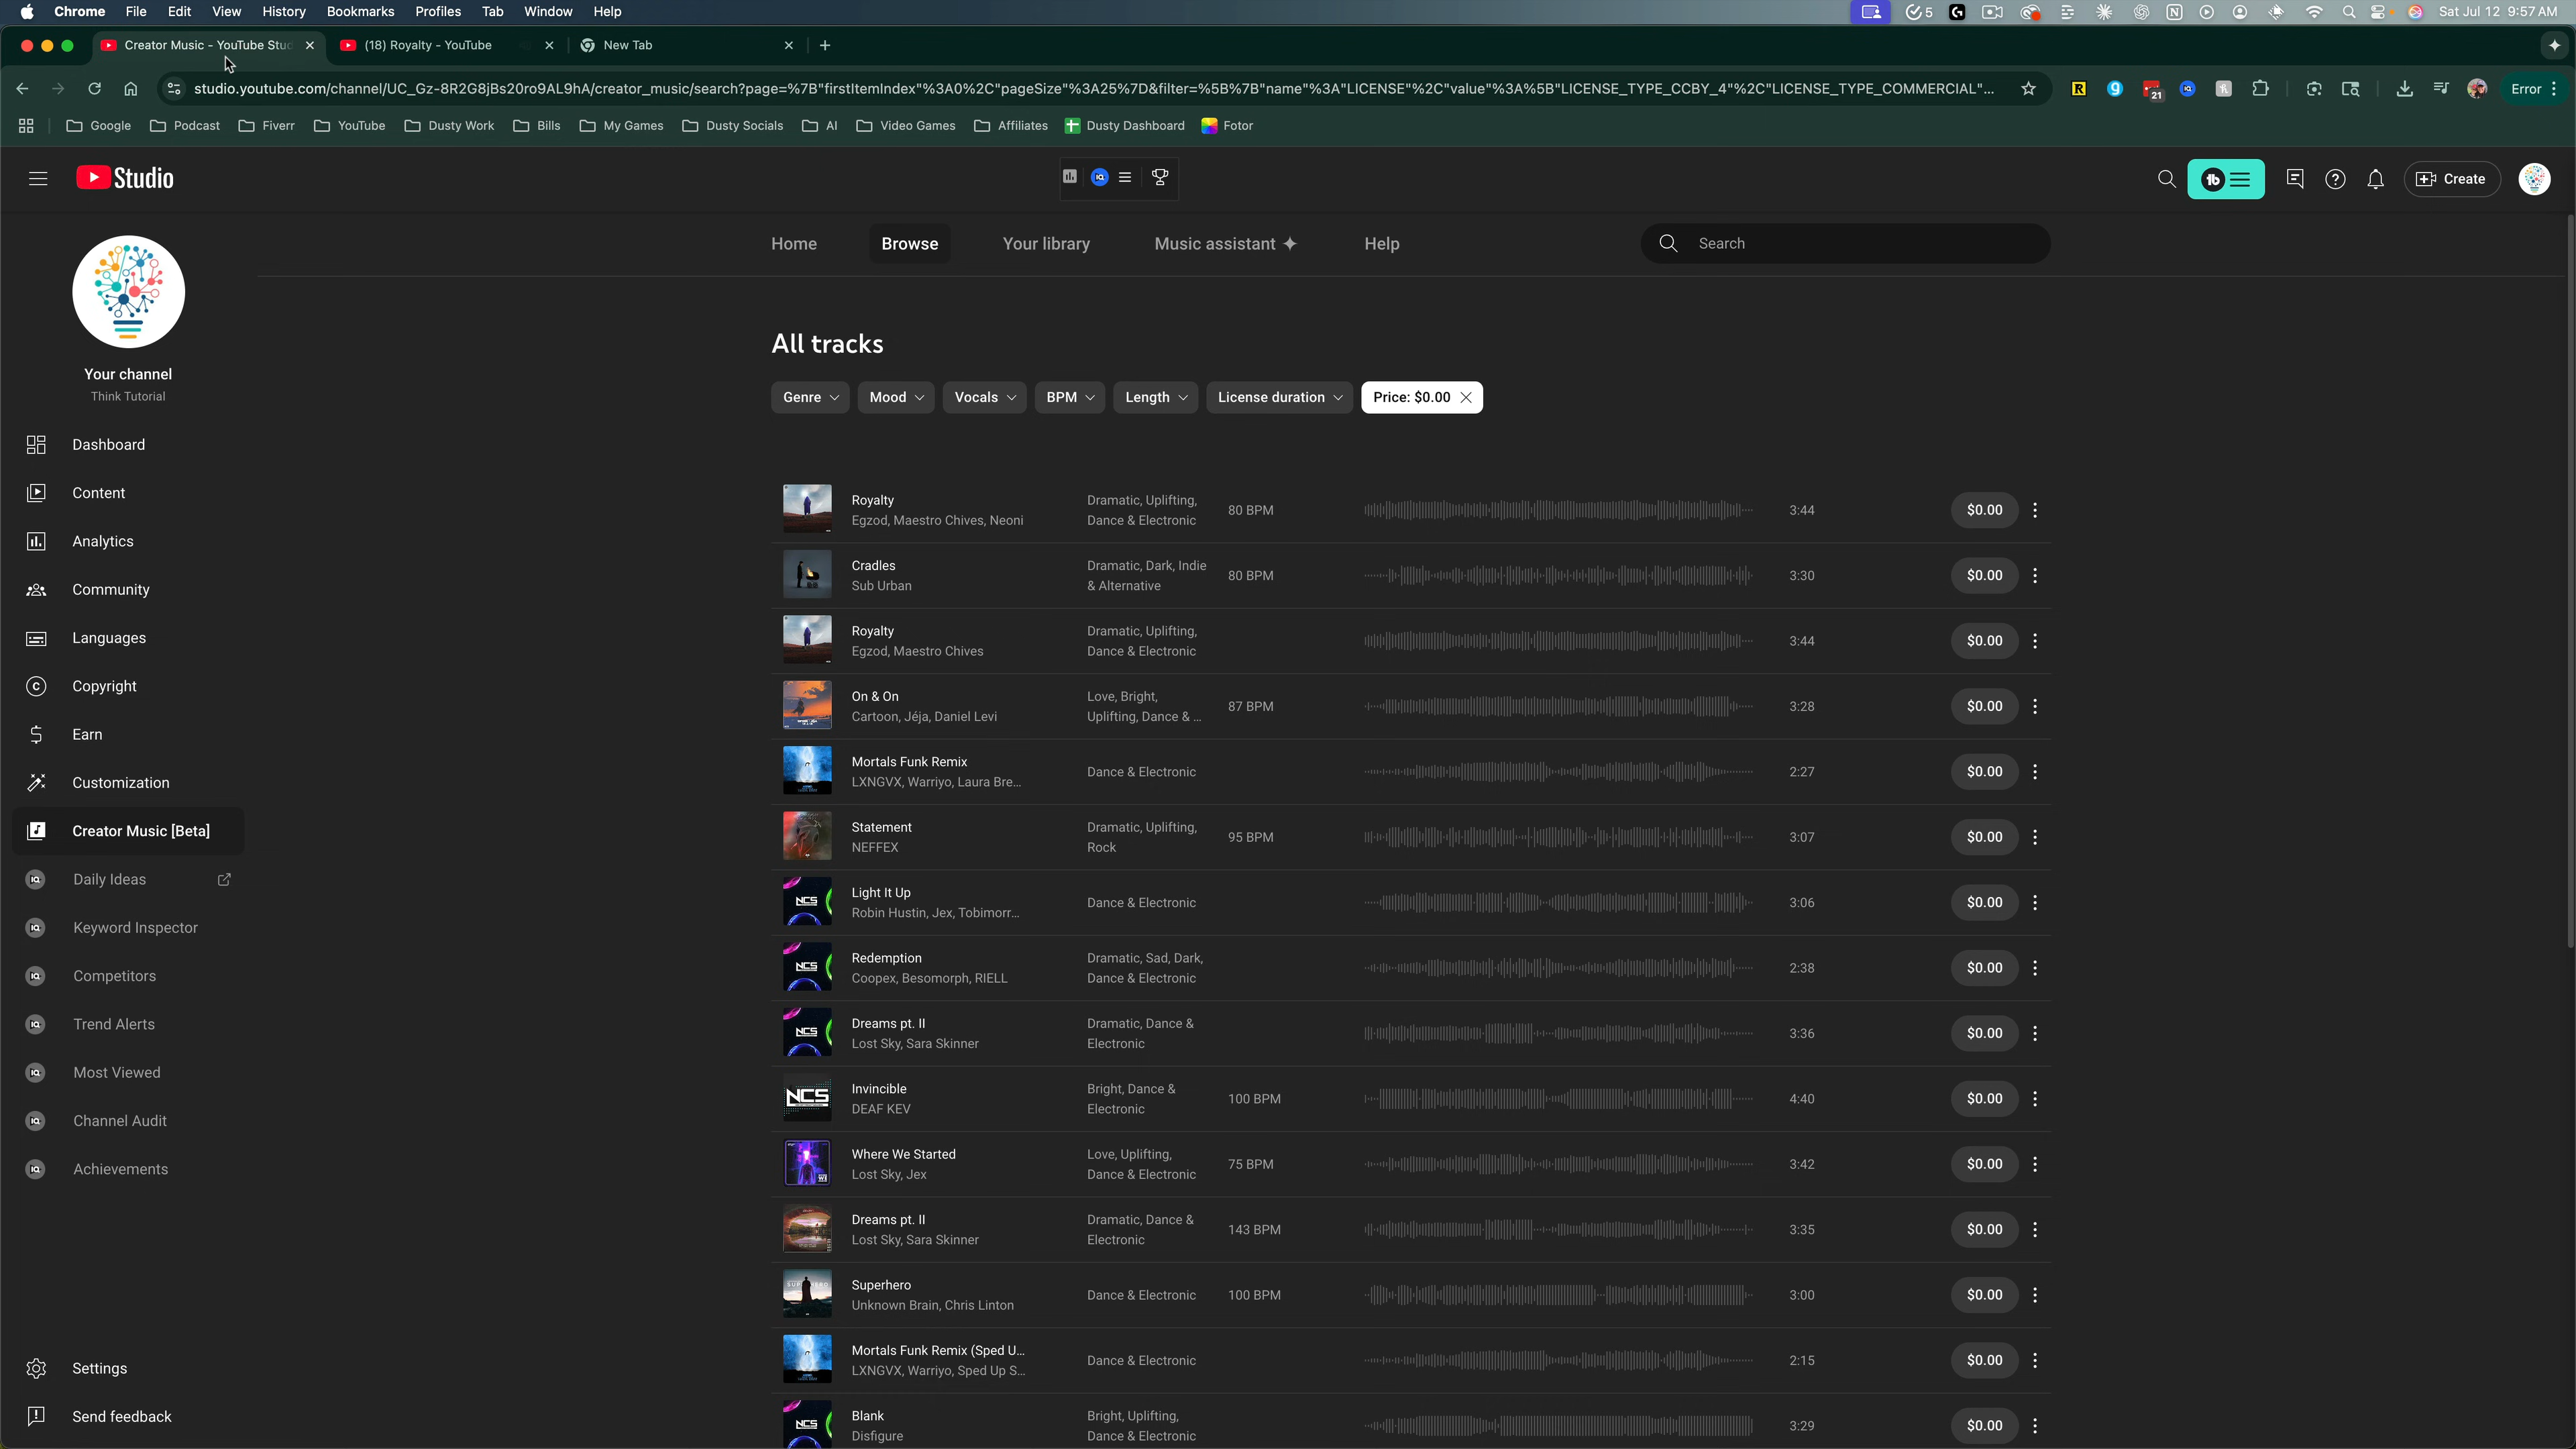 Chrome File Edit View History Bookmarks Profiles Tab Window Help 5 Sat Jul 12 9:57 AM
Creator Music - YouTube Stud (18) Royalty - YouTube New Tab
studio.youtube.com/channel/UC_Gz-8R2G8jBs20ro9AL9hA/creator_music/search?page=%7B"firstItemIndex"%3A0%2C"pageSize"%3A25%7D&filter=%5B%7B"name"%3A"LICENSE"%2C"value"%3A%5B"LICENSE_TYPE_CCBY_4"%2C"LICENSE_TYPE_COMMERCIAL"... 21 Error
Google Podcast Fiverr YouTube Dusty Work Bills My Games Dusty Socials AI Video Games Affiliates Dusty Dashboard Fotor
Studio
Create
Home Browse Your library Music assistant Help Search
Your channel
Think Tutorial
Dashboard
Content
Analytics
Community
Languages
Copyright
Earn
Customization
Creator Music [Beta]
Daily Ideas
Keyword Inspector
Competitors
Trend Alerts
Most Viewed
Channel Audit
Achievements
Settings
Send feedback
All tracks
Genre Mood Vocals BPM Length License duration Price: $0.00
Royalty
Egzod, Maestro Chives, Neoni
Dramatic, Uplifting,
Dance & Electronic
80 BPM 3:44 $0.00
Cradles
Sub Urban
Dramatic, Dark, Indie
& Alternative
80 BPM 3:30 $0.00
Royalty
Egzod, Maestro Chives
Dramatic, Uplifting,
Dance & Electronic
3:44 $0.00
On & On
Cartoon, Jéja, Daniel Levi
Love, Bright,
Uplifting, Dance & ...
87 BPM 3:28 $0.00
Mortals Funk Remix
LXNGVX, Warriyo, Laura Bre...
Dance & Electronic
2:27 $0.00
Statement
NEFFEX
Dramatic, Uplifting,
Rock
95 BPM 3:07 $0.00
NCS
Light It Up
Robin Hustin, Jex, Tobimorr...
Dance & Electronic
3:06 $0.00
NCS
Redemption
Coopex, Besomorph, RIELL
Dramatic, Sad, Dark,
Dance & Electronic
2:38 $0.00
NCS
Dreams pt. II
Lost Sky, Sara Skinner
Dramatic, Dance &
Electronic
3:36 $0.00
NCS
Invincible
DEAF KEV
Bright, Dance &
Electronic
100 BPM 4:40 $0.00
Where We Started
Lost Sky, Jex
Love, Uplifting,
Dance & Electronic
75 BPM 3:42 $0.00
Dreams pt. II
Lost Sky, Sara Skinner
Dramatic, Dance &
Electronic
143 BPM 3:35 $0.00
Superhero
Unknown Brain, Chris Linton
Dance & Electronic
100 BPM 3:00 $0.00
Mortals Funk Remix (Sped U...
LXNGVX, Warriyo, Sped Up S...
Dance & Electronic
2:15 $0.00
NCS
Blank
Disfigure
Bright, Uplifting,
Dance & Electronic
3:29 $0.00